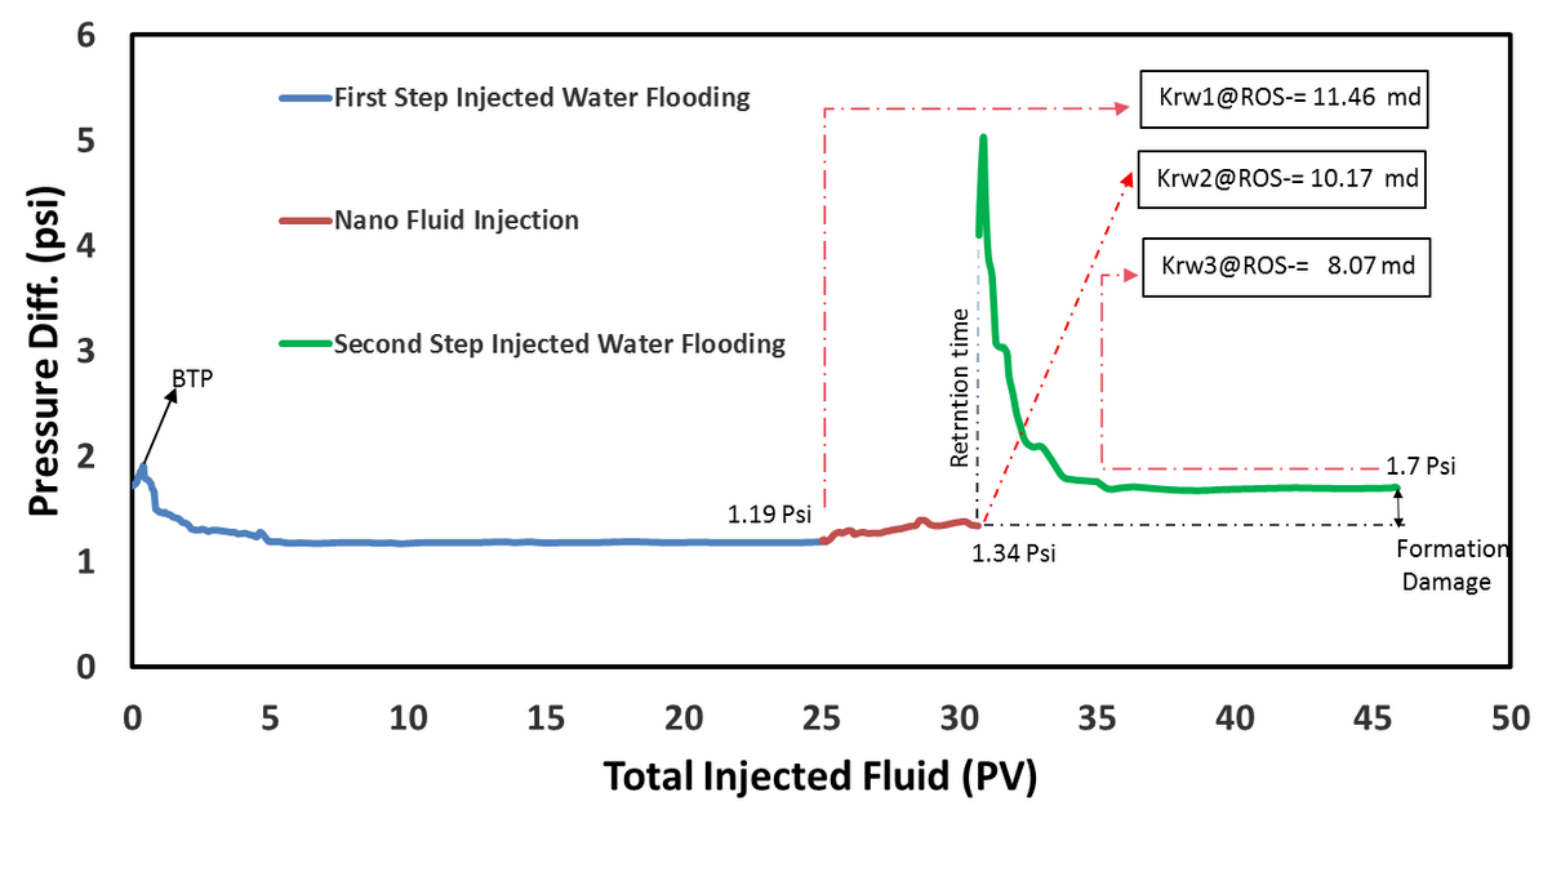 6
5
4
3
2
1
0
Pressure Diff. (psi)
First Step Injected Water Flooding
Nano Fluid Injection
Second Step Injected Water Flooding
BTP
1.19 Psi
Retrntion time
1.34 Psi
Krw1@ROS-= 11.46 md
Krw2@ROS-= 10.17 md
Krw3@ROS-= 8.07 md
1.7 Psi
Formation
Damage
0 5 10 15 20 25 30 35 40 45 50
Total Injected Fluid (PV)